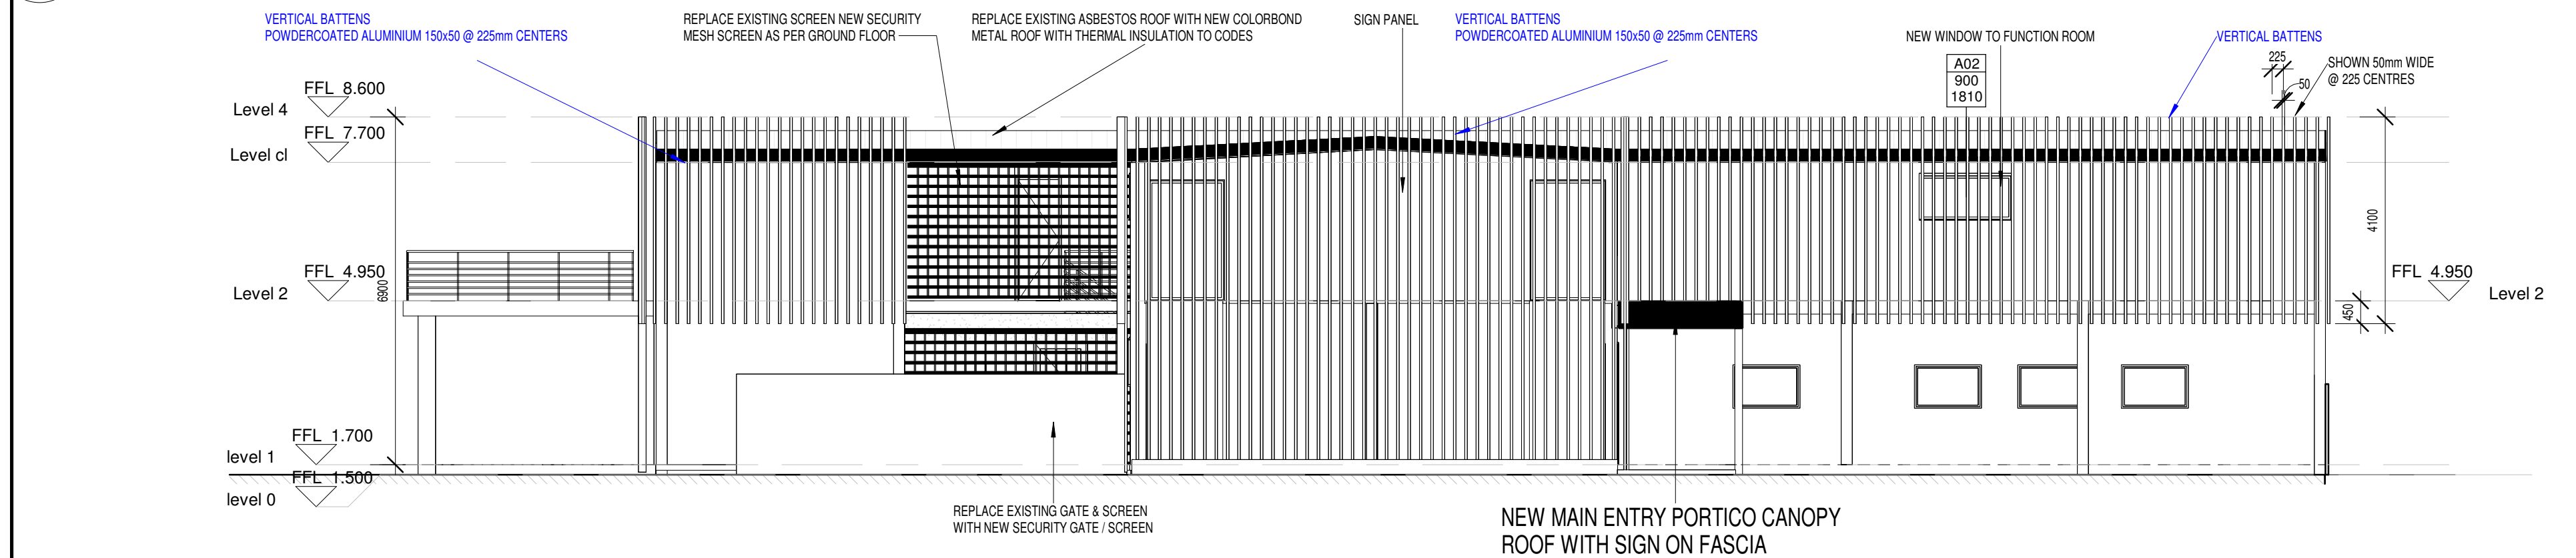 VERTICAL BATTENS
POWDERCOATED ALUMINIUM 150x50 @ 225mm CENTERS
REPLACE EXISTING SCREEN NEW SECURITY
MESH SCREEN AS PER GROUND FLOOR
REPLACE EXISTING ASBESTOS ROOF WITH NEW COLORBOND
METAL ROOF WITH THERMAL INSULATION TO CODES
SIGN PANEL
VERTICAL BATTENS
POWDERCOATED ALUMINIUM 150x50 @ 225mm CENTERS
NEW WINDOW TO FUNCTION ROOM
A02
900
1810
VERTICAL BATTENS
225
50
SHOWN 50mm WIDE
@ 225 CENTRES
FFL 8.600
Level 4
FFL 7.700
Level cl
FFL 4.950
Level 2
6900
FFL 1.700
level 1
FFL 1.500
level 0
4100
FFL 4.950
Level 2
450
REPLACE EXISTING GATE & SCREEN
WITH NEW SECURITY GATE / SCREEN
NEW MAIN ENTRY PORTICO CANOPY
ROOF WITH SIGN ON FASCIA